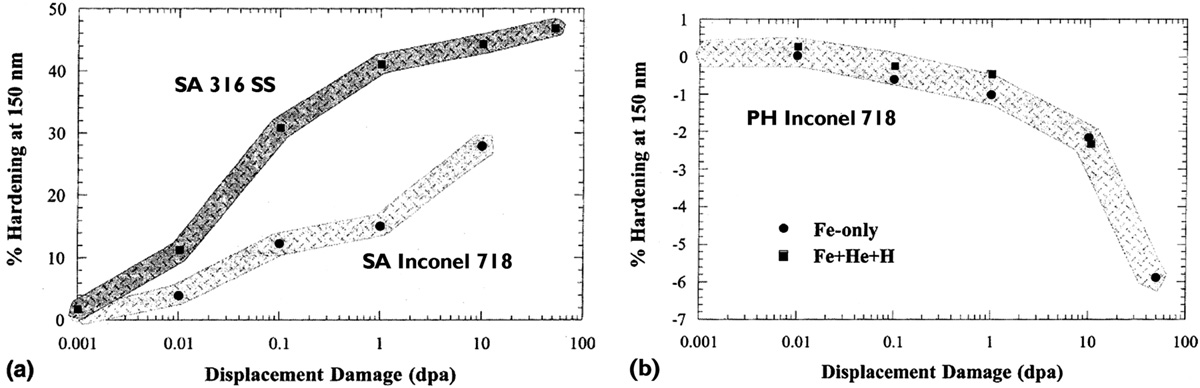 % Hardening at 150 nm
50
40
30
20
10
0
SA 316 SS
SA Inconel 718
0.001 0.01 0.1 1 10 100
(a)
Displacement Damage (dpa)
% Hardening at 150 nm
1
0
-1
-2
-3
-4
-5
-6
-7
PH Inconel 718
Fe-only
Fe+He+H
0.001 0.01 0.1 1 10 100
(b)
Displacement Damage (dpa)